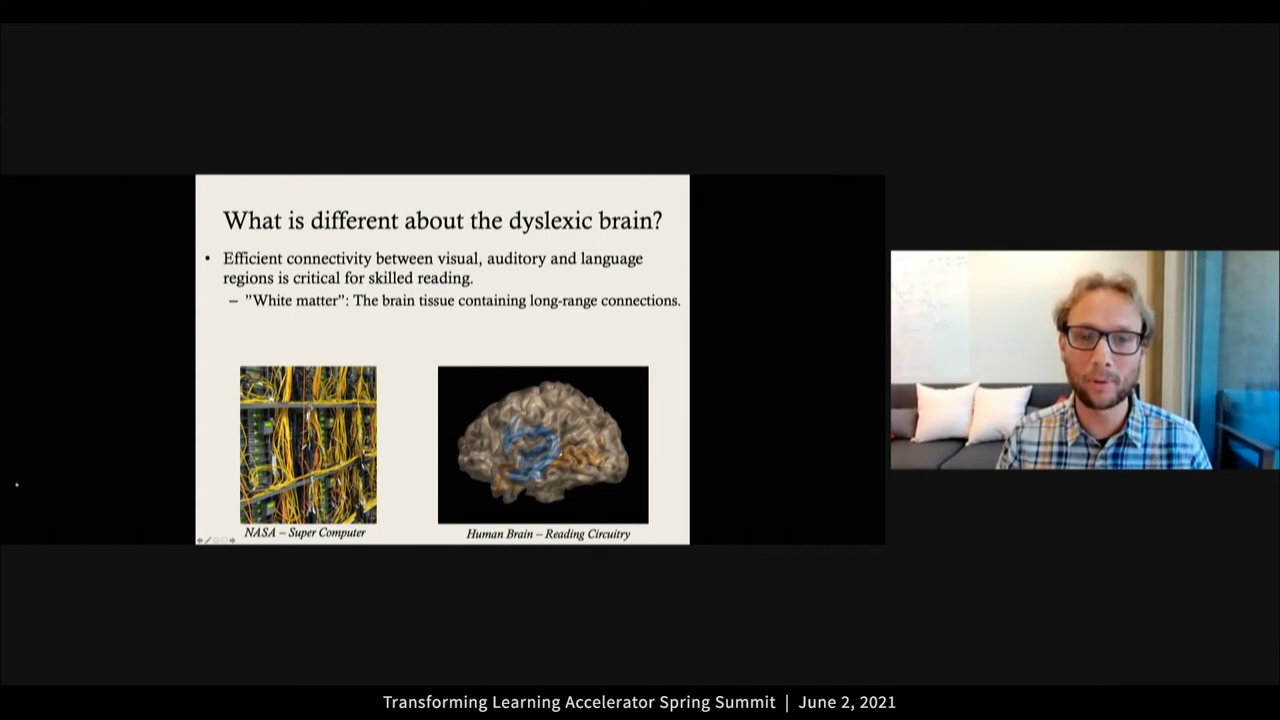 What is different about the dyslexic brain?
• Efficient connectivity between visual, auditory and language
regions is critical for skilled reading.
– "White matter": The brain tissue containing long-range connections.
NASA – Super Computer
Human Brain – Reading Circuitry
Transforming Learning Accelerator Spring Summit | June 2, 2021